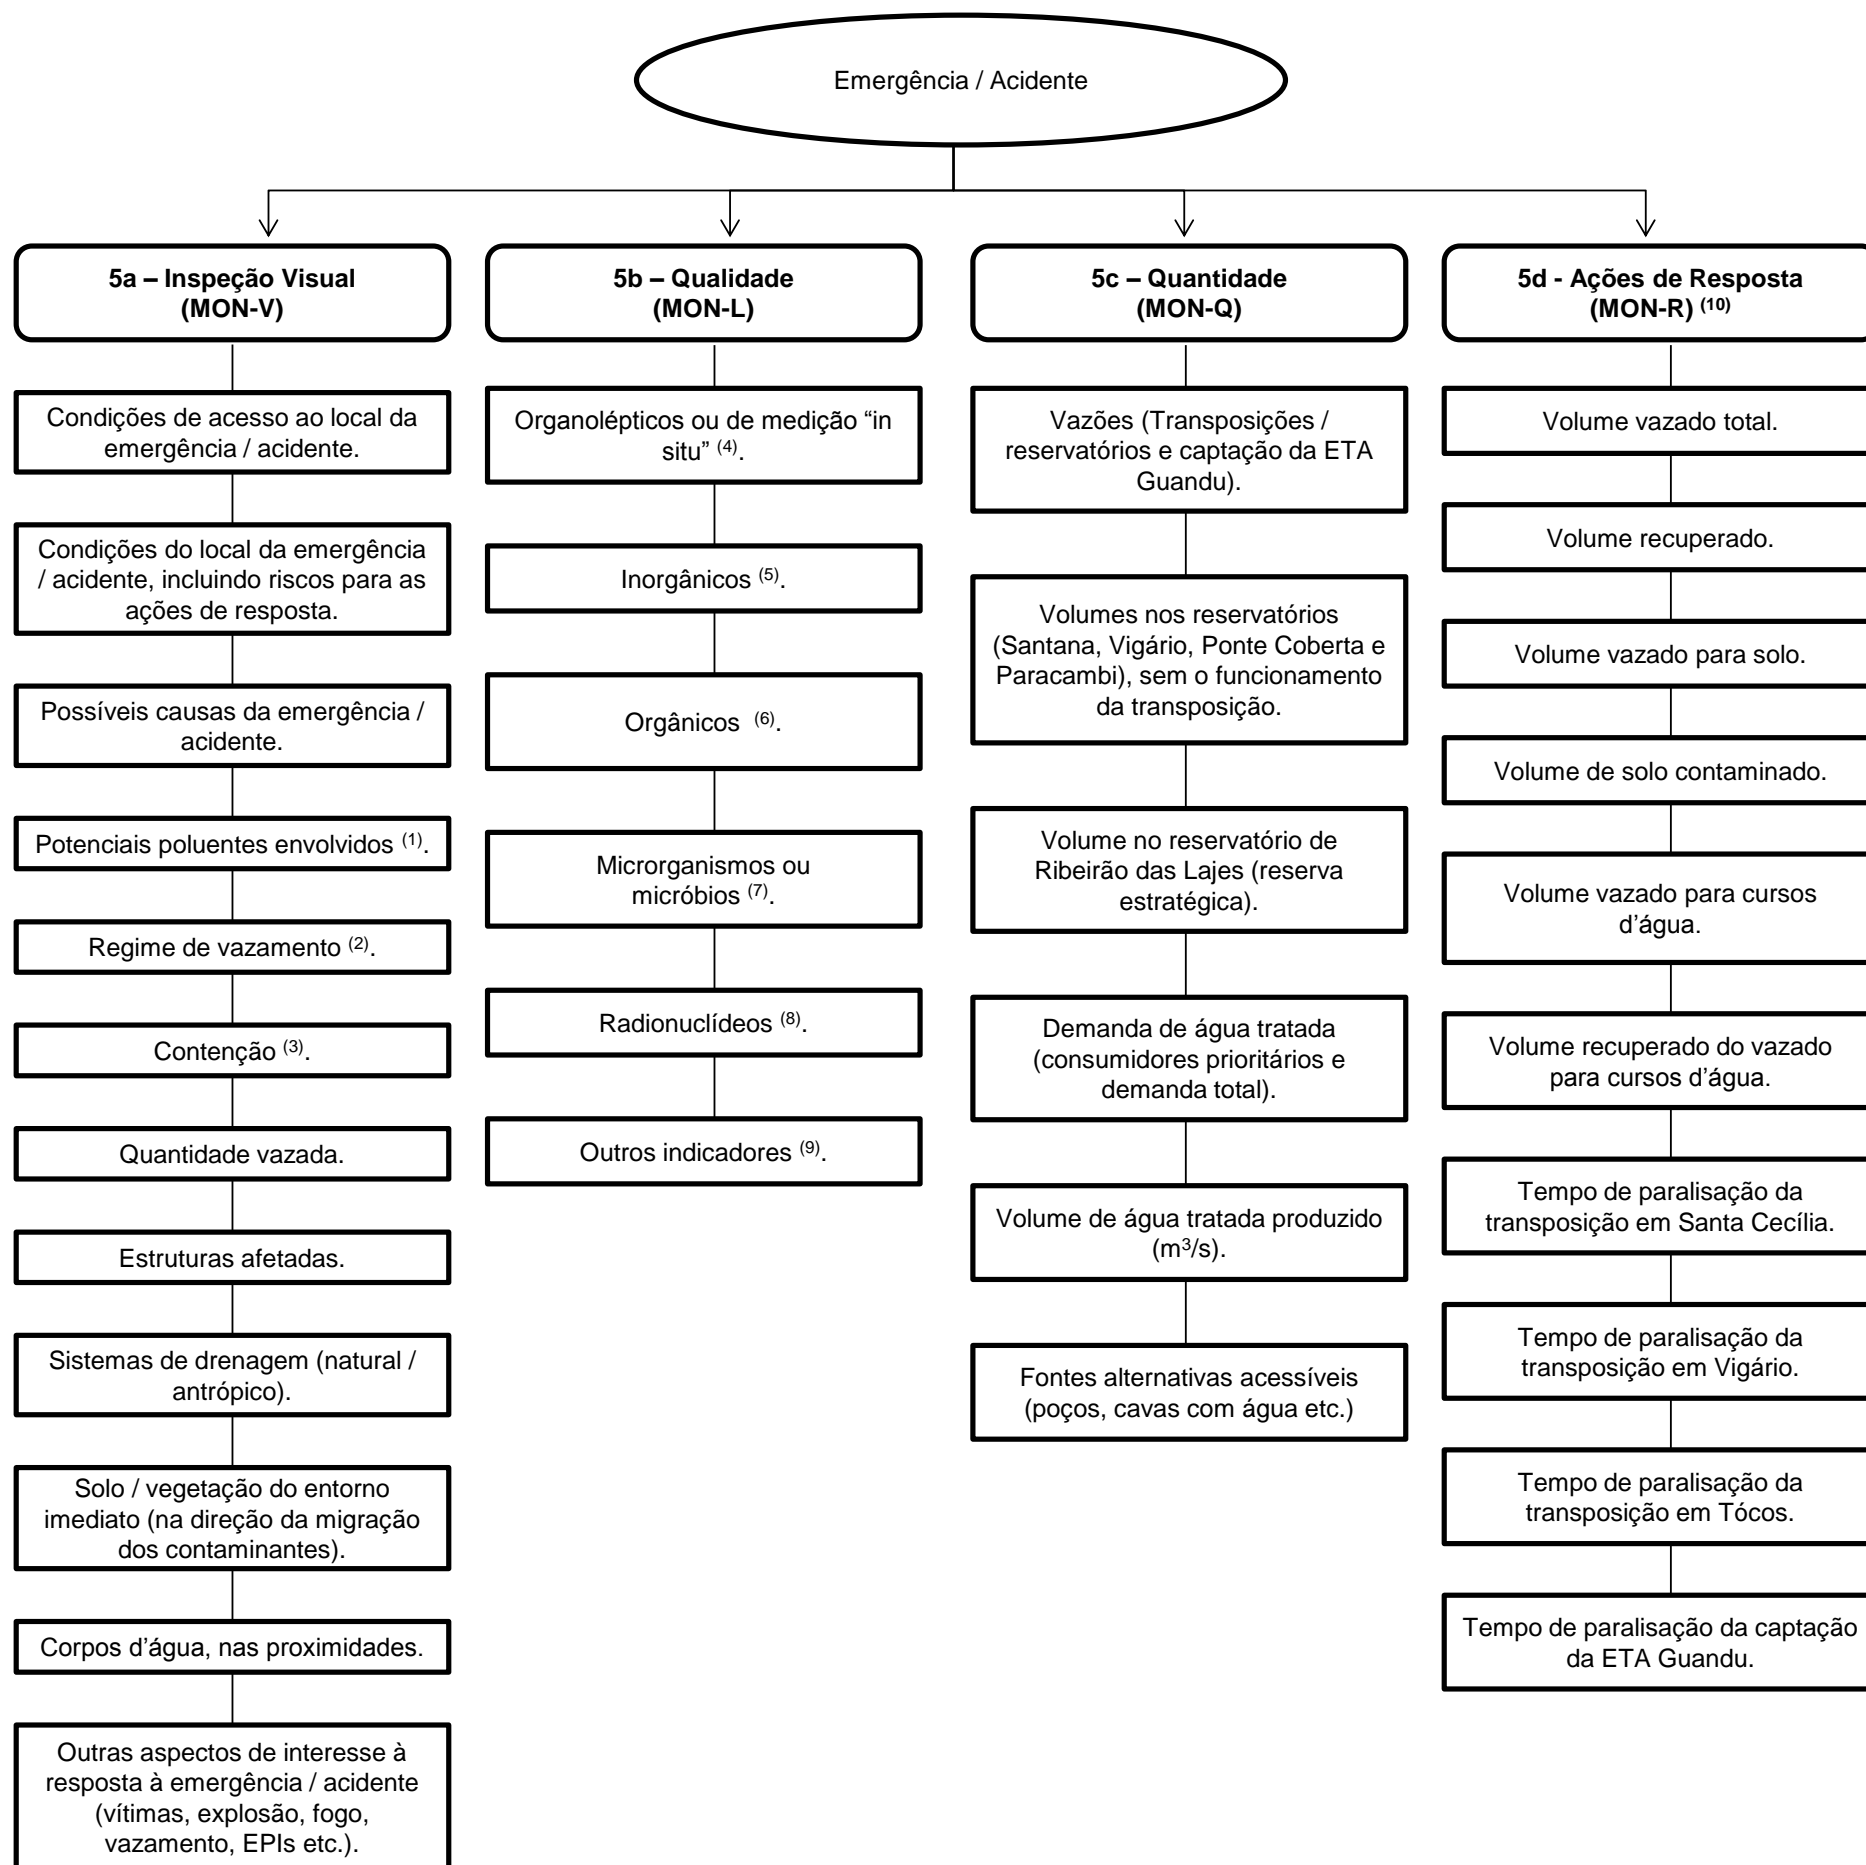 Emergência / Acidente
5a – Inspeção Visual
(MON-V)
Condições de acesso ao local da
emergência / acidente.
Condições do local da emergência
/ acidente, incluindo riscos para as
ações de resposta.
Possíveis causas da emergência /
acidente.
Potenciais poluentes envolvidos (1).
Regime de vazamento (2).
Contenção (3).
Quantidade vazada.
Estruturas afetadas.
Sistemas de drenagem (natural /
antrópico).
Solo / vegetação do entorno
imediato (na direção da migração
dos contaminantes).
Corpos d'água, nas proximidades.
Outras aspectos de interesse à
resposta à emergência / acidente
(vítimas, explosão, fogo,
vazamento, EPIs etc.).
5b – Qualidade
(MON-L)
Organolépticos ou de medição “in
situ” (4).
Inorgânicos (5).
Orgânicos (6).
Microrganismos ou
micróbios (7).
Radionuclídeos (8).
Outros indicadores (9).
5c – Quantidade
(MON-Q)
Vazões (Transposições /
reservatórios e captação da ETA
Guandu).
Volumes nos reservatórios
(Santana, Vigário, Ponte Coberta e
Paracambi), sem o funcionamento
da transposição.
Volume no reservatório de
Ribeirão das Lajes (reserva
estratégica).
Demanda de água tratada
(consumidores prioritários e
demanda total).
Volume de água tratada produzido
(m³/s).
Fontes alternativas acessíveis
(poços, cavas com água etc.)
5d - Ações de Resposta
(MON-R) (10)
Volume vazado total.
Volume recuperado.
Volume vazado para solo.
Volume de solo contaminado.
Volume vazado para cursos
d’água.
Volume recuperado do vazado
para cursos d’água.
Tempo de paralisação da
transposição em Santa Cecília.
Tempo de paralisação da
transposição em Vigário.
Tempo de paralisação da
transposição em Tócos.
Tempo de paralisação da captação
da ETA Guandu.